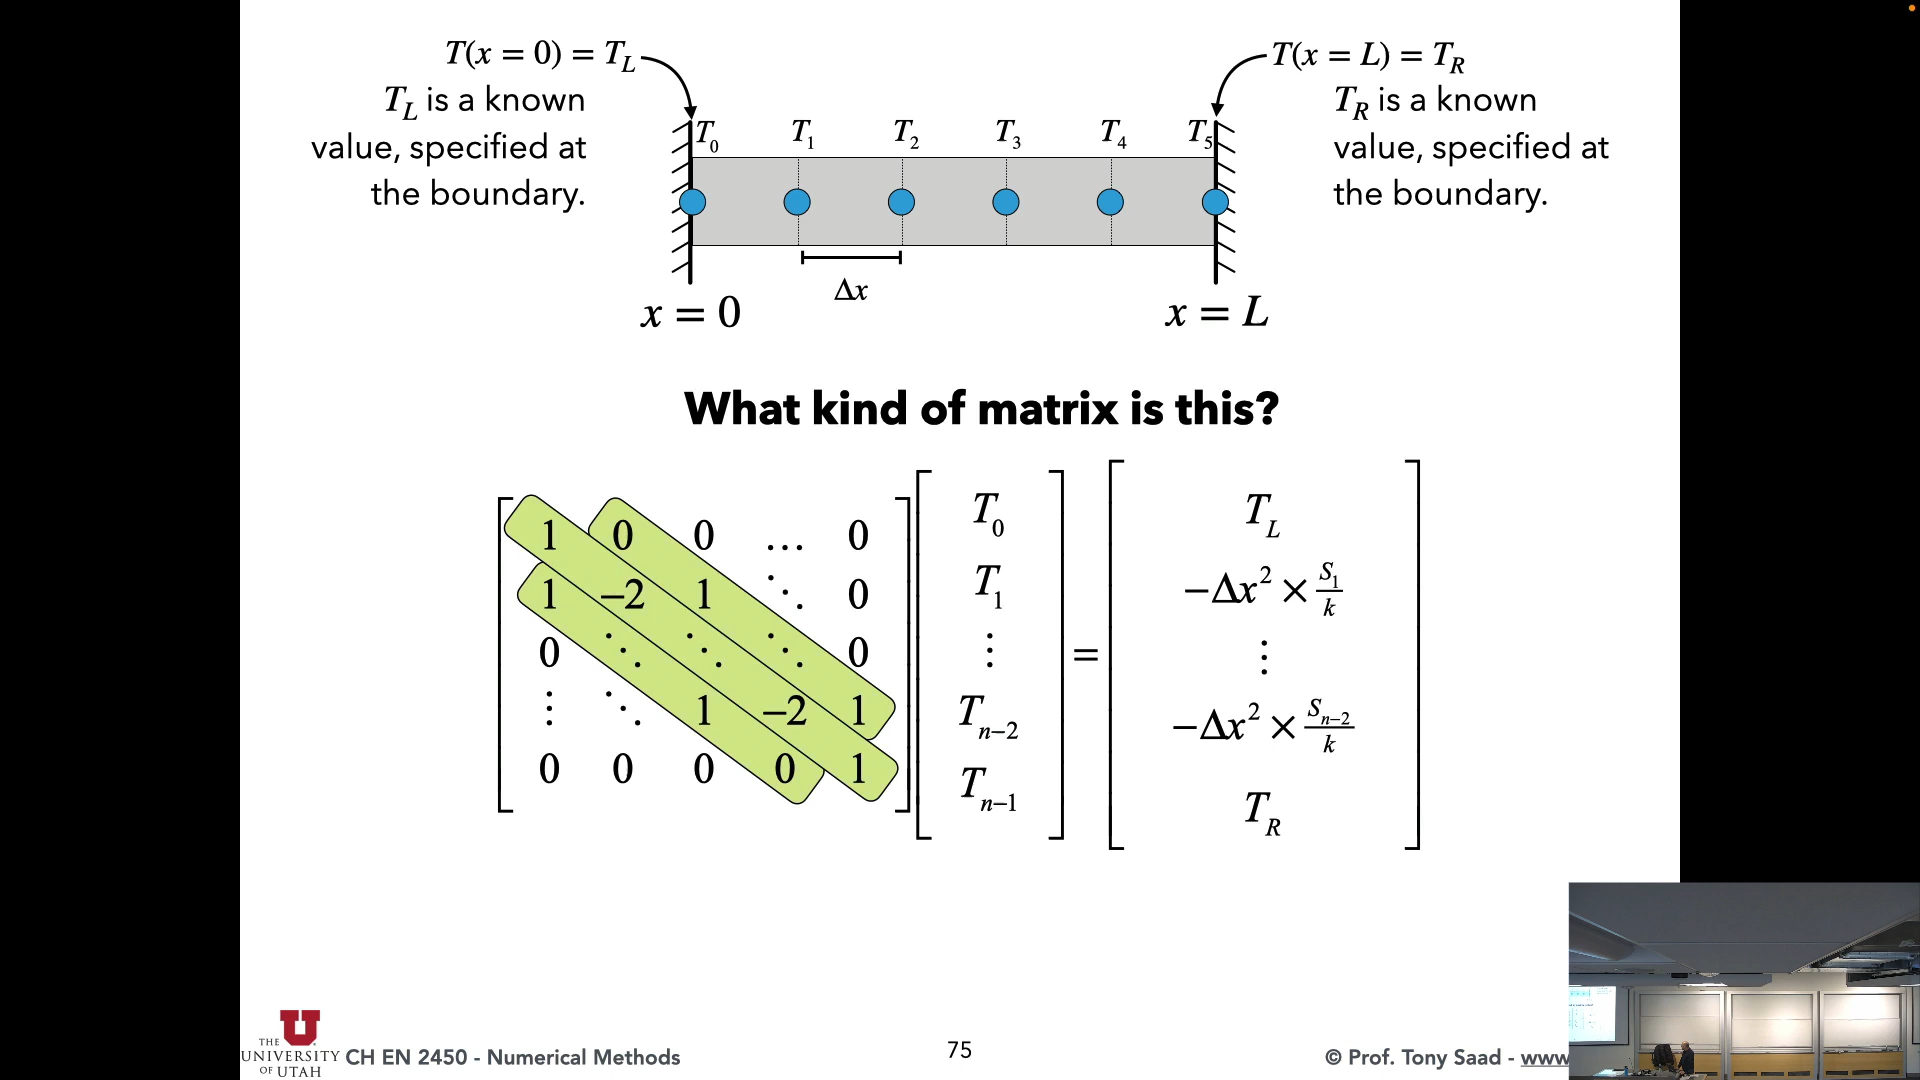 T(x = 0) = T_L
T_L is a known
value, specified at
the boundary.
T(x = L) = T_R
T_R is a known
value, specified at
the boundary.
T_0 T_1 T_2 T_3 T_4 T_5
Δx
x = 0
x = L
What kind of matrix is this?
1 0 0 … 0
1 −2 1 ⋱ 0
0 ⋱ ⋱ ⋱ 0
⋮ ⋱ 1 −2 1
0 0 0 0 1
T_0
T_1
⋮
T_{n−2}
T_{n−1}
=
T_L
−Δx² × S_1/k
⋮
−Δx² × S_{n−2}/k
T_R
THE
UNIVERSITY
OF UTAH
CH EN 2450 - Numerical Methods
75
© Prof. Tony Saad - www